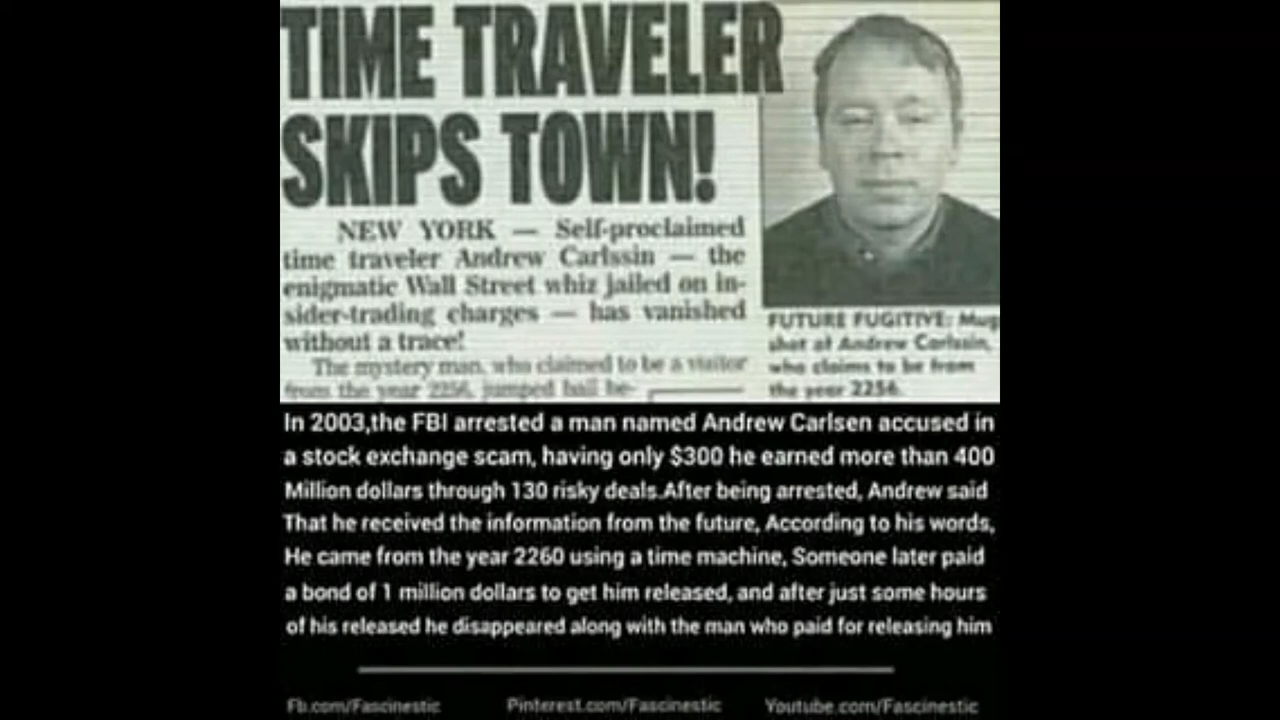 TIME TRAVELER
SKIPS TOWN!
NEW YORK — Self-proclaimed
time traveler Andrew Carlssin — the
enigmatic Wall Street whiz jailed on in-
sider-trading charges — has vanished
without a trace!
The mystery man, who claimed to be a visitor
from the year 2256, jumped bail be-
FUTURE FUGITIVE: Mug
shot of Andrew Carlssin,
who claims to be from
the year 2256.
In 2003,the FBI arrested a man named Andrew Carlsen accused in
a stock exchange scam, having only $300 he earned more than 400
Million dollars through 130 risky deals.After being arrested, Andrew said
That he received the information from the future, According to his words,
He came from the year 2260 using a time machine, Someone later paid
a bond of 1 million dollars to get him released, and after just some hours
of his released he disappeared along with the man who paid for releasing him
Fb.com/Fascinestic
Pinterest.com/Fascinestic
Youtube.com/Fascinestic